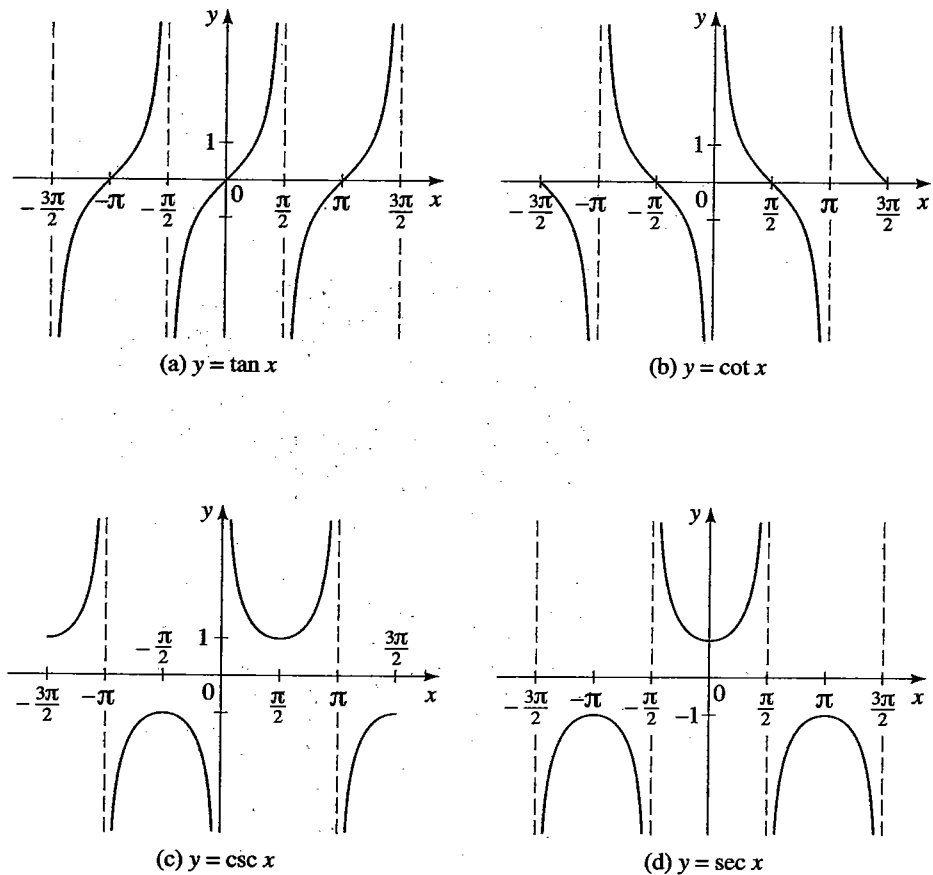 y
1
0
−3π/2 −π −π/2 π/2 π 3π/2 x
(a) y = tan x
y
1
0
−3π/2 −π −π/2 π/2 π 3π/2 x
(b) y = cot x
y
1
−π/2 3π/2
−3π/2 −π 0 π/2 π x
(c) y = csc x
y
0
−3π/2 −π −π/2 −1 π/2 π 3π/2 x
(d) y = sec x